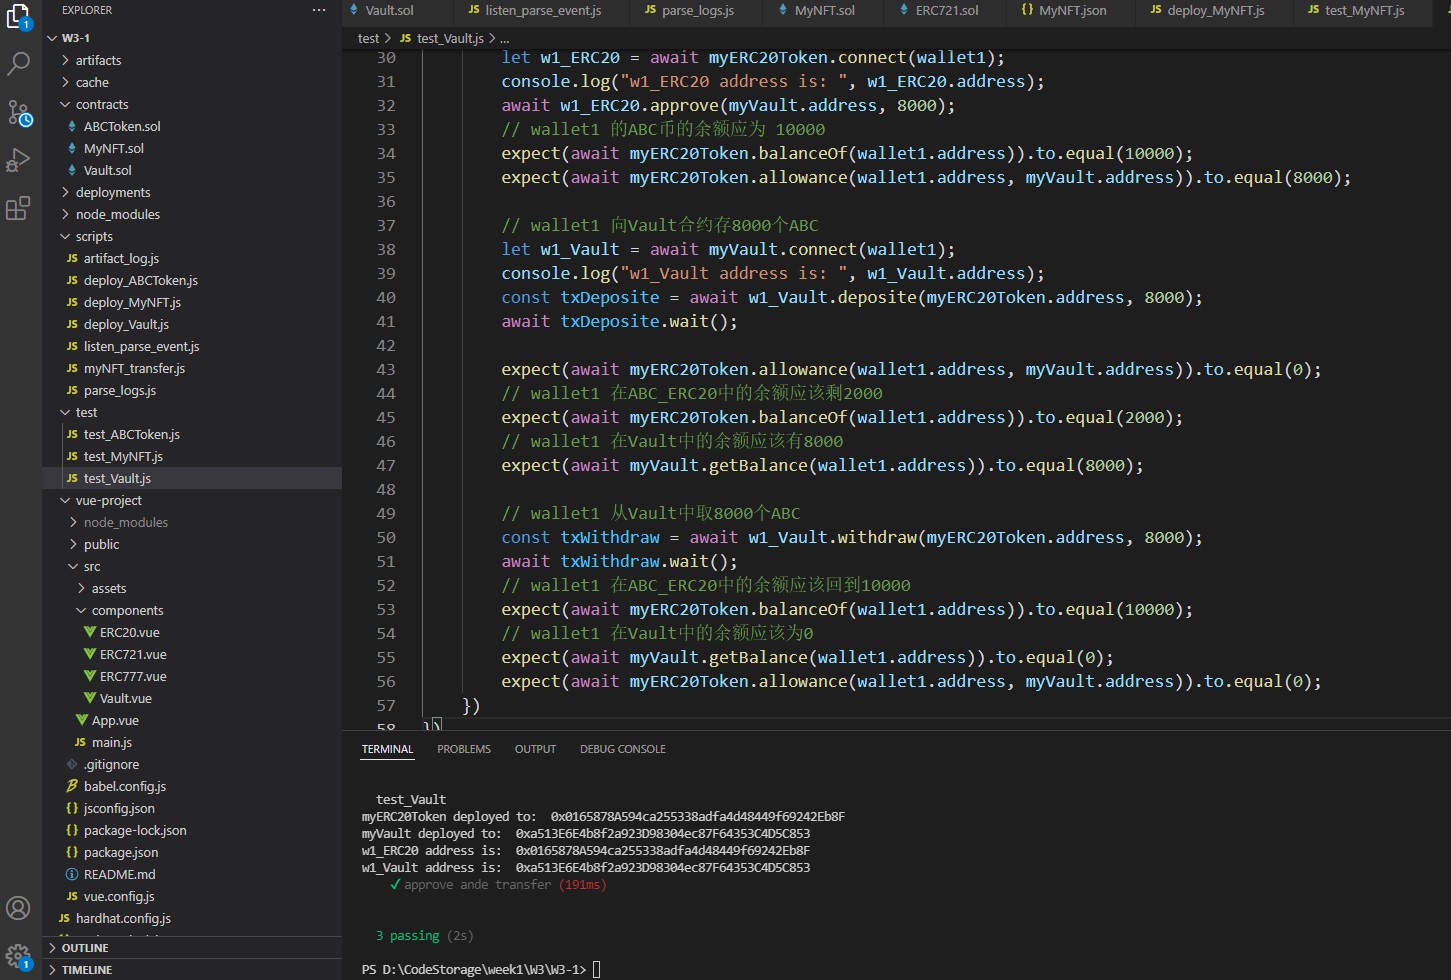 EXPLORER
W3-1
artifacts
cache
contracts
ABCToken.sol
MyNFT.sol
Vault.sol
deployments
node_modules
scripts
JS artifact_log.js
JS deploy_ABCToken.js
JS deploy_MyNFT.js
JS deploy_Vault.js
JS listen_parse_event.js
JS myNFT_transfer.js
JS parse_logs.js
test
JS test_ABCToken.js
JS test_MyNFT.js
JS test_Vault.js
vue-project
node_modules
public
src
assets
components
ERC20.vue
ERC721.vue
ERC777.vue
Vault.vue
App.vue
JS main.js
.gitignore
babel.config.js
{} jsconfig.json
{} package-lock.json
{} package.json
README.md
JS vue.config.js
JS hardhat.config.js
OUTLINE
TIMELINE
1
1
Vault.sol JS listen_parse_event.js JS parse_logs.js MyNFT.sol ERC721.sol {} MyNFT.json JS deploy_MyNFT.js JS test_MyNFT.js
test > JS test_Vault.js > ...
30 let w1_ERC20 = await myERC20Token.connect(wallet1);
31 console.log("w1_ERC20 address is: ", w1_ERC20.address);
32 await w1_ERC20.approve(myVault.address, 8000);
33 // wallet1 的ABC币的余额应为 10000
34 expect(await myERC20Token.balanceOf(wallet1.address)).to.equal(10000);
35 expect(await myERC20Token.allowance(wallet1.address, myVault.address)).to.equal(8000);
36
37 // wallet1 向Vault合约存8000个ABC
38 let w1_Vault = await myVault.connect(wallet1);
39 console.log("w1_Vault address is: ", w1_Vault.address);
40 const txDeposite = await w1_Vault.deposite(myERC20Token.address, 8000);
41 await txDeposite.wait();
42
43 expect(await myERC20Token.allowance(wallet1.address, myVault.address)).to.equal(0);
44 // wallet1 在ABC_ERC20中的余额应该剩2000
45 expect(await myERC20Token.balanceOf(wallet1.address)).to.equal(2000);
46 // wallet1 在Vault中的余额应该有8000
47 expect(await myVault.getBalance(wallet1.address)).to.equal(8000);
48
49 // wallet1 从Vault中取8000个ABC
50 const txWithdraw = await w1_Vault.withdraw(myERC20Token.address, 8000);
51 await txWithdraw.wait();
52 // wallet1 在ABC_ERC20中的余额应该回到10000
53 expect(await myERC20Token.balanceOf(wallet1.address)).to.equal(10000);
54 // wallet1 在Vault中的余额应该为0
55 expect(await myVault.getBalance(wallet1.address)).to.equal(0);
56 expect(await myERC20Token.allowance(wallet1.address, myVault.address)).to.equal(0);
57 })
58 })
TERMINAL PROBLEMS OUTPUT DEBUG CONSOLE
test_Vault
myERC20Token deployed to: 0x0165878A594ca255338adfa4d48449f69242Eb8F
myVault deployed to: 0xa513E6E4b8f2a923D98304ec87F64353C4D5C853
w1_ERC20 address is: 0x0165878A594ca255338adfa4d48449f69242Eb8F
w1_Vault address is: 0xa513E6E4b8f2a923D98304ec87F64353C4D5C853
✓ approve ande transfer (191ms)
3 passing (2s)
PS D:\CodeStorage\week1\W3\W3-1>